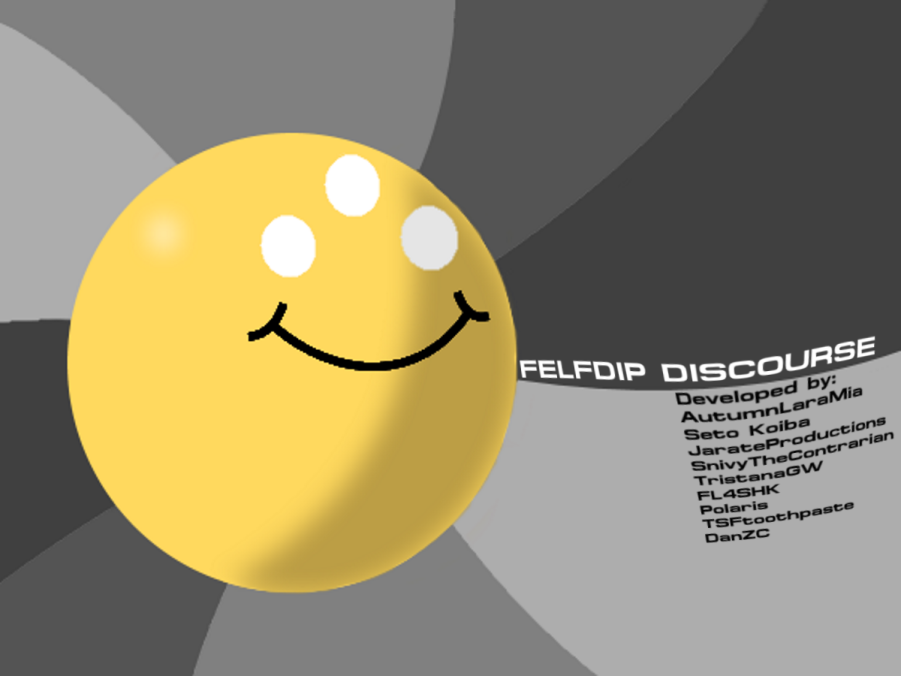 FELFDIP DISCOURSE
Developed by:
AutumnLaraMia
Seto Koiba
JarateProductions
SnivyTheContrarian
TristanaGW
FL4SHK
Polaris
TSFtoothpaste
DanZC